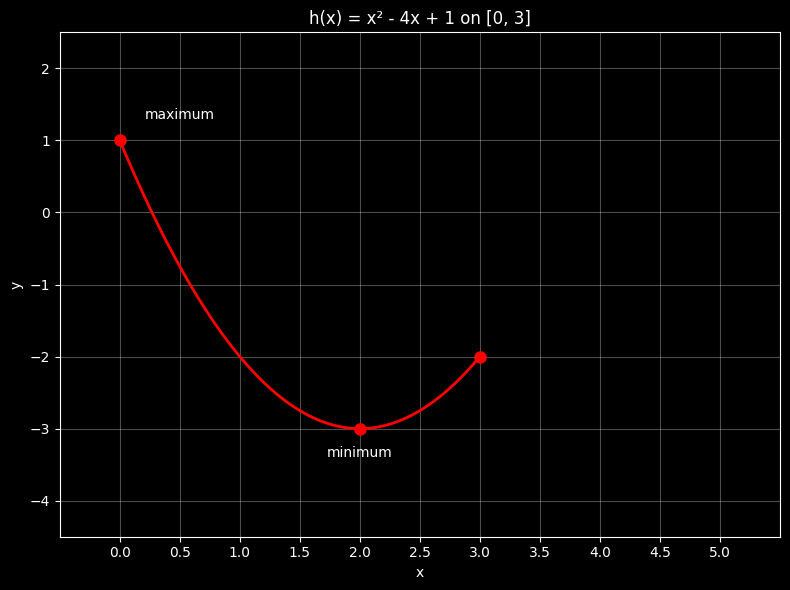 h(x) = x² - 4x + 1 on [0, 3]
2
maximum
1
0
y
−1
−2
−3
minimum
−4
0.0 0.5 1.0 1.5 2.0 2.5 3.0 3.5 4.0 4.5 5.0
x